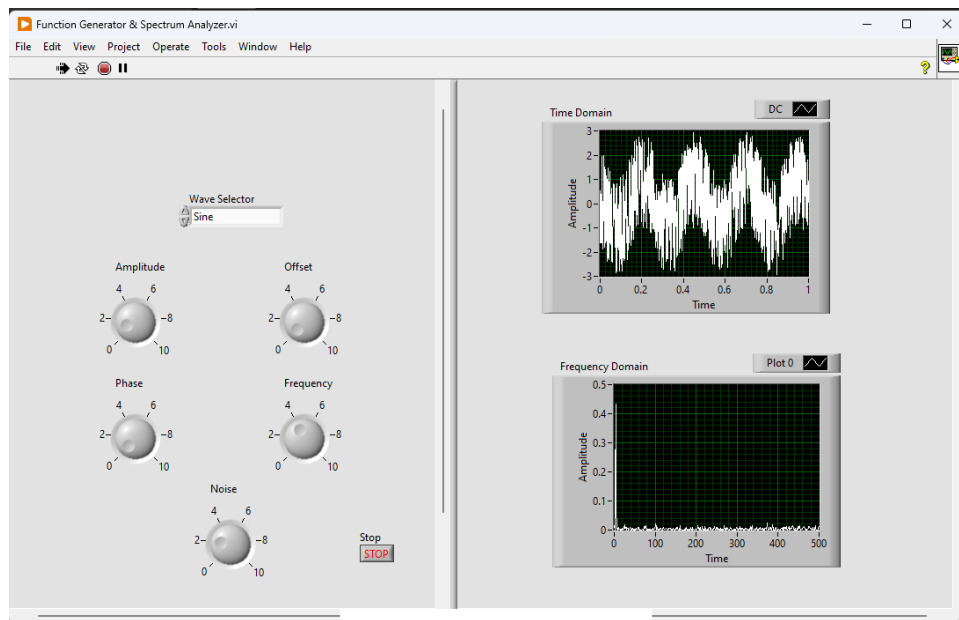 Function Generator & Spectrum Analyzer.vi
File Edit View Project Operate Tools Window Help
Wave Selector
Sine
Amplitude
0 2 4 6 8 10
Offset
0 2 4 6 8 10
Phase
0 2 4 6 8 10
Frequency
0 2 4 6 8 10
Noise
0 2 4 6 8 10
Stop
STOP
Time Domain
DC
Amplitude
3
2
1
0
-1
-2
-3
0 0.2 0.4 0.6 0.8 1
Time
Frequency Domain
Plot 0
Amplitude
0.5
0.4
0.3
0.2
0.1
0
0 100 200 300 400 500
Time